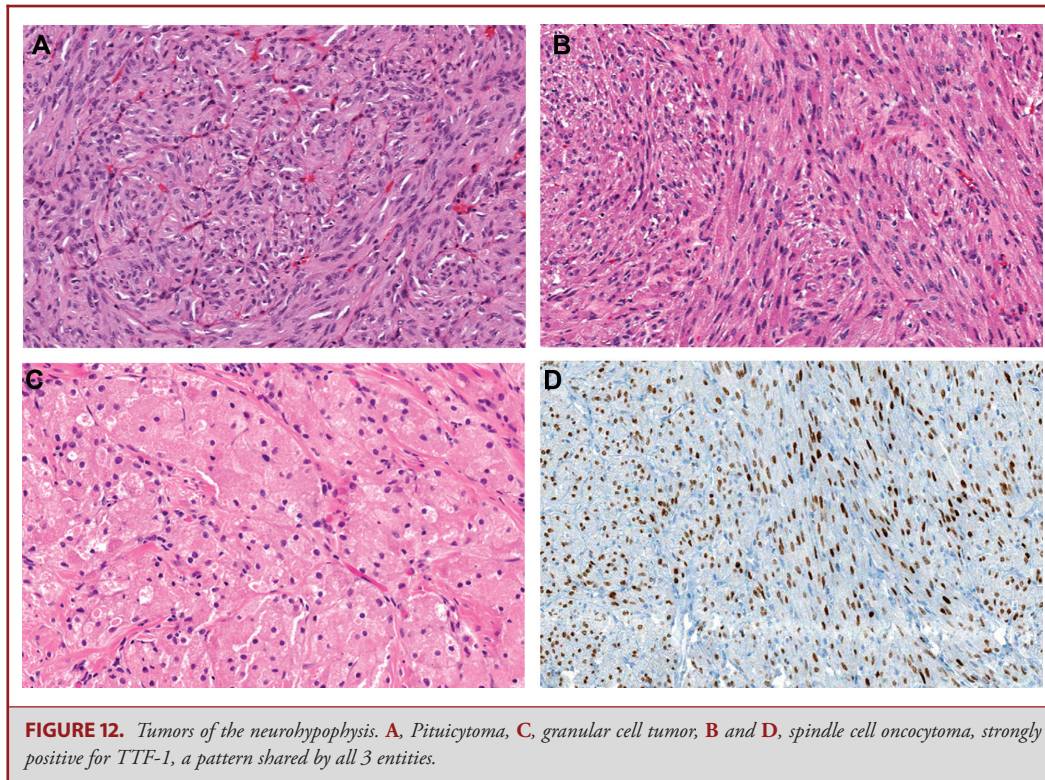 A
B
C
D
FIGURE 12. Tumors of the neurohypophysis. A, Pituicytoma, C, granular cell tumor, B and D, spindle cell oncocytoma, strongly
positive for TTF-1, a pattern shared by all 3 entities.